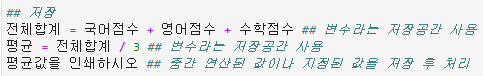 ## 저장
전체합계 = 국어점수 + 영어점수 + 수학점수 ## 변수라는 저장공간 사용
평균 = 전체합계 / 3 ## 변수라는 저장공간 사용
평균값을 인쇄하시오 ## 중간 연산된 값이나 지정된 값을 저장 후 처리